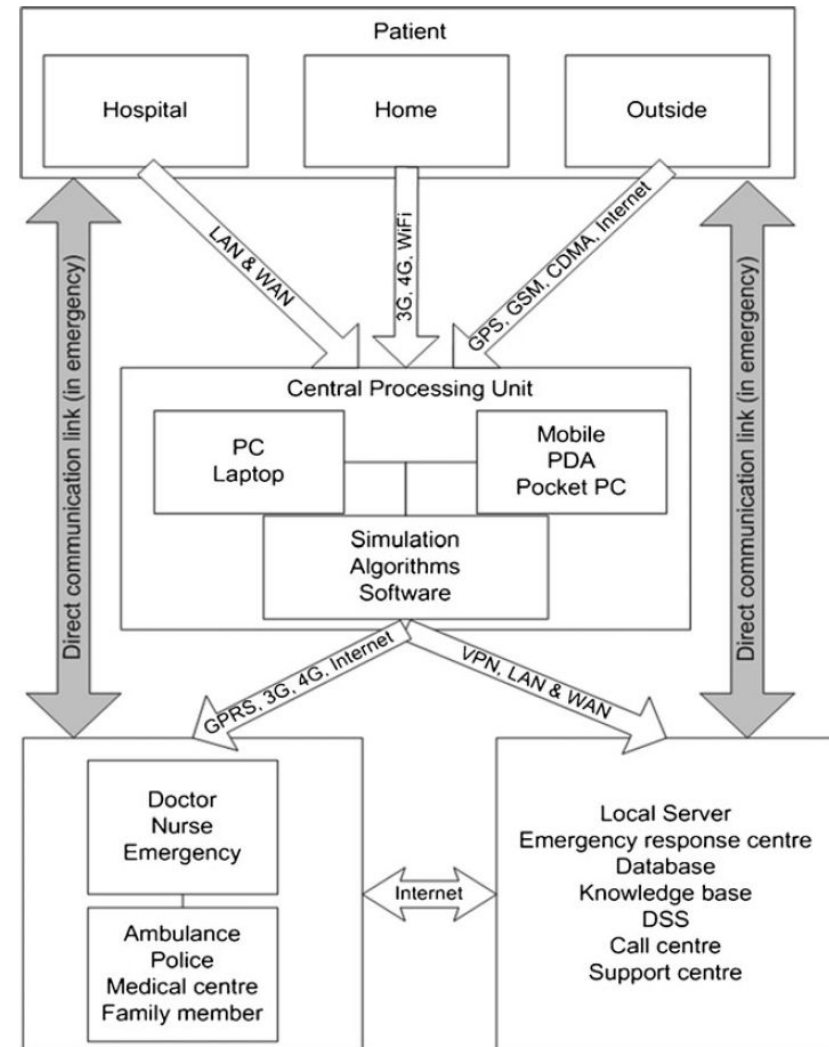 Patient
Hospital
Home
Outside
LAN & WAN
3G, 4G, WiFi
GPS, GSM, CDMA, Internet
Direct communication link (in emergency)
Direct communication link (in emergency)
Central Processing Unit
PC
Laptop
Mobile
PDA
Pocket PC
Simulation
Algorithms
Software
GPRS, 3G, 4G, Internet
VPN, LAN & WAN
Doctor
Nurse
Emergency
Ambulance
Police
Medical centre
Family member
Internet
Local Server
Emergency response centre
Database
Knowledge base
DSS
Call centre
Support centre